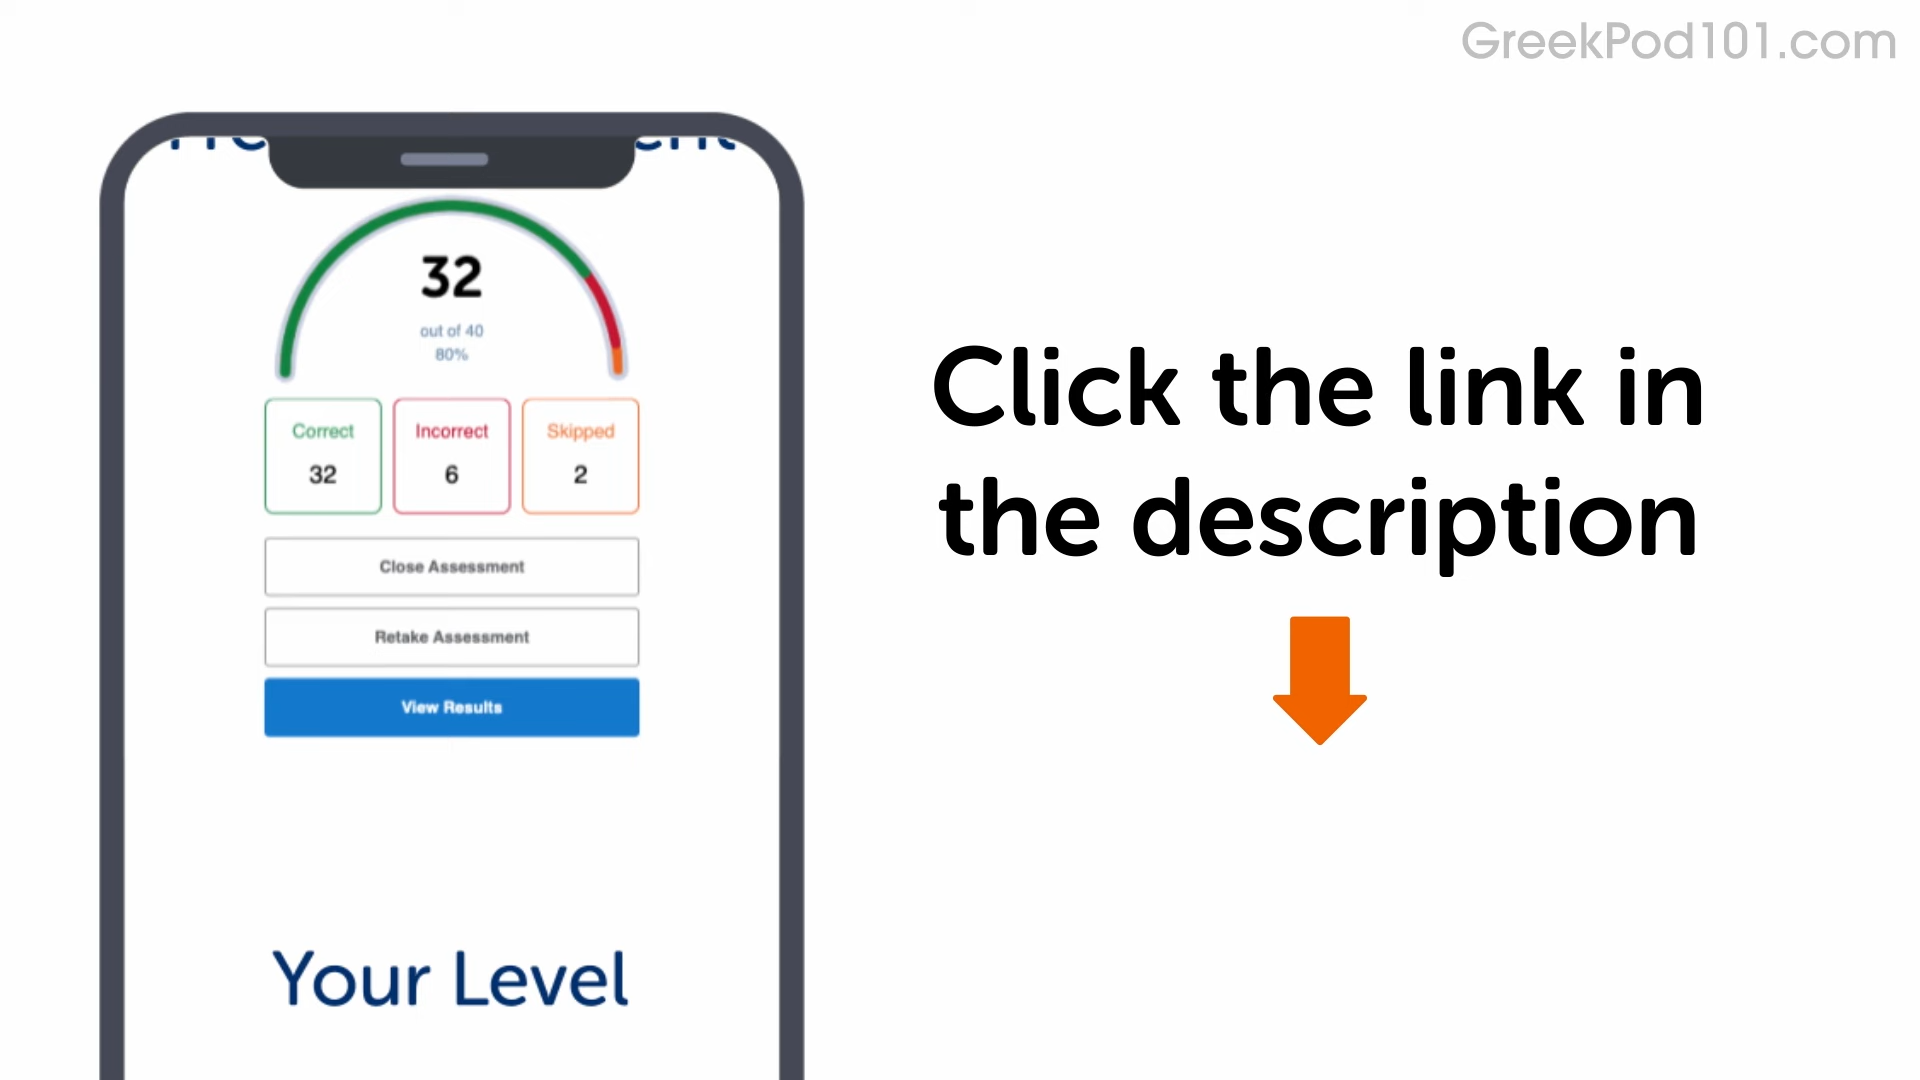 GreekPod101.com
32
out of 40
80%
Correct
Incorrect
Skipped
32
6
2
Close Assessment
Retake Assessment
View Results
Your Level
Click the link in
the description